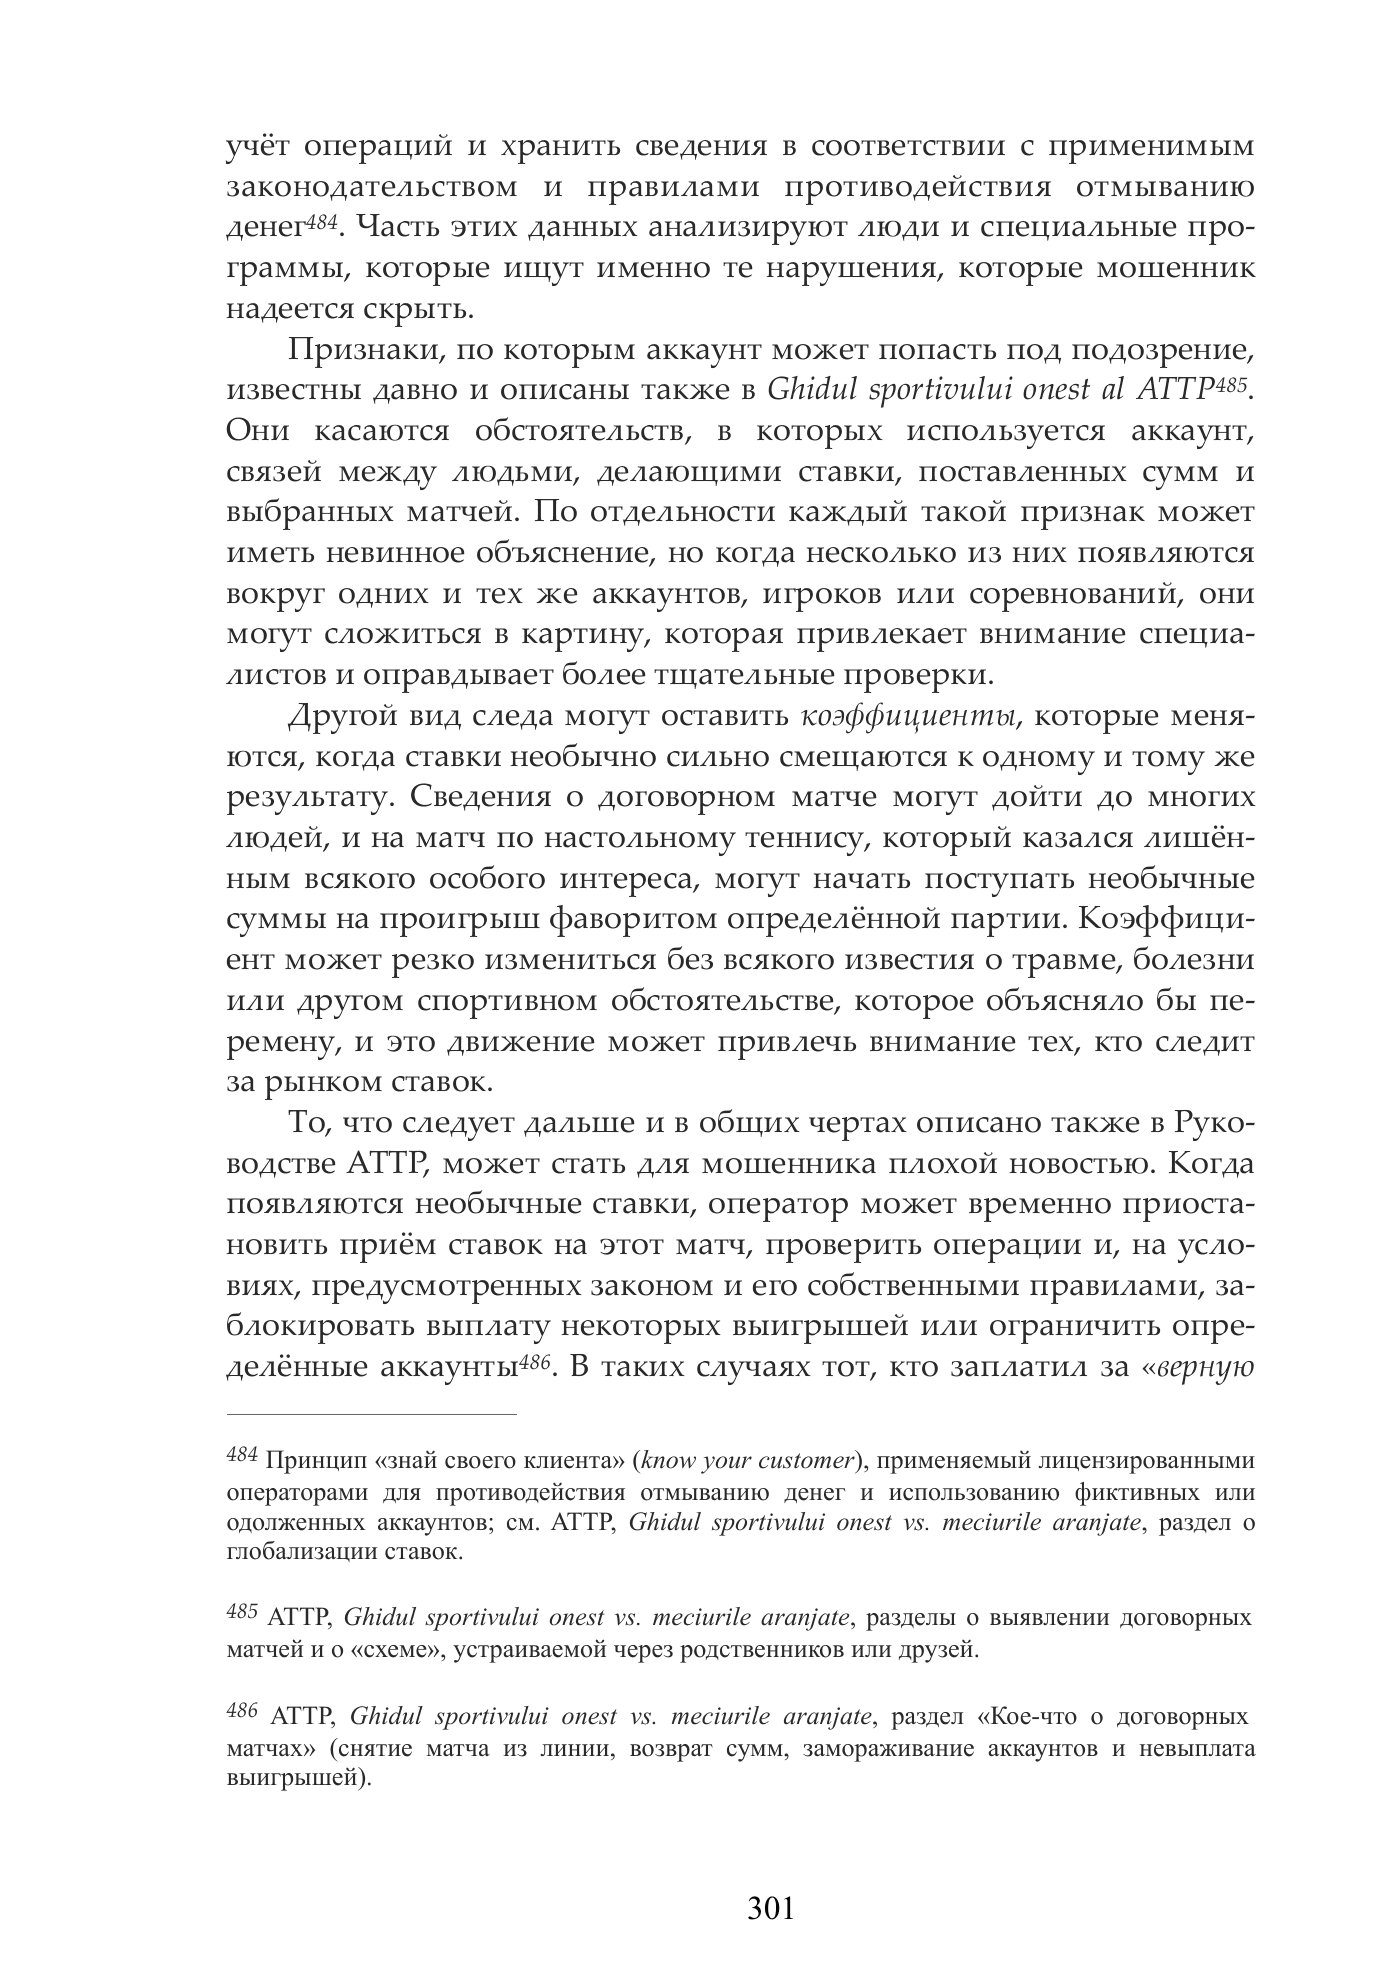 учёт операций и хранить сведения в соответствии с применимым
законодательством и правилами противодействия отмыванию
денег484. Часть этих данных анализируют люди и специальные про-
граммы, которые ищут именно те нарушения, которые мошенник
надеется скрыть.
Признаки, по которым аккаунт может попасть под подозрение,
известны давно и описаны также в Ghidul sportivului onest al ATTP485.
Они касаются обстоятельств, в которых используется аккаунт,
связей между людьми, делающими ставки, поставленных сумм и
выбранных матчей. По отдельности каждый такой признак может
иметь невинное объяснение, но когда несколько из них появляются
вокруг одних и тех же аккаунтов, игроков или соревнований, они
могут сложиться в картину, которая привлекает внимание специа-
листов и оправдывает более тщательные проверки.
Другой вид следа могут оставить коэффициенты, которые меня-
ются, когда ставки необычно сильно смещаются к одному и тому же
результату. Сведения о договорном матче могут дойти до многих
людей, и на матч по настольному теннису, который казался лишён-
ным всякого особого интереса, могут начать поступать необычные
суммы на проигрыш фаворитом определённой партии. Коэффици-
ент может резко измениться без всякого известия о травме, болезни
или другом спортивном обстоятельстве, которое объясняло бы пе-
ремену, и это движение может привлечь внимание тех, кто следит
за рынком ставок.
То, что следует дальше и в общих чертах описано также в Руко-
водстве ATTP, может стать для мошенника плохой новостью. Когда
появляются необычные ставки, оператор может временно приоста-
новить приём ставок на этот матч, проверить операции и, на усло-
виях, предусмотренных законом и его собственными правилами, за-
блокировать выплату некоторых выигрышей или ограничить опре-
делённые аккаунты486. В таких случаях тот, кто заплатил за «верную
484 Принцип «знай своего клиента» (know your customer), применяемый лицензированными
операторами для противодействия отмыванию денег и использованию фиктивных или
одолженных аккаунтов; см. ATTP, Ghidul sportivului onest vs. meciurile aranjate, раздел о
глобализации ставок.
485 ATTP, Ghidul sportivului onest vs. meciurile aranjate, разделы о выявлении договорных
матчей и о «схеме», устраиваемой через родственников или друзей.
486 ATTP, Ghidul sportivului onest vs. meciurile aranjate, раздел «Кое-что о договорных
матчах» (снятие матча из линии, возврат сумм, замораживание аккаунтов и невыплата
выигрышей).
301